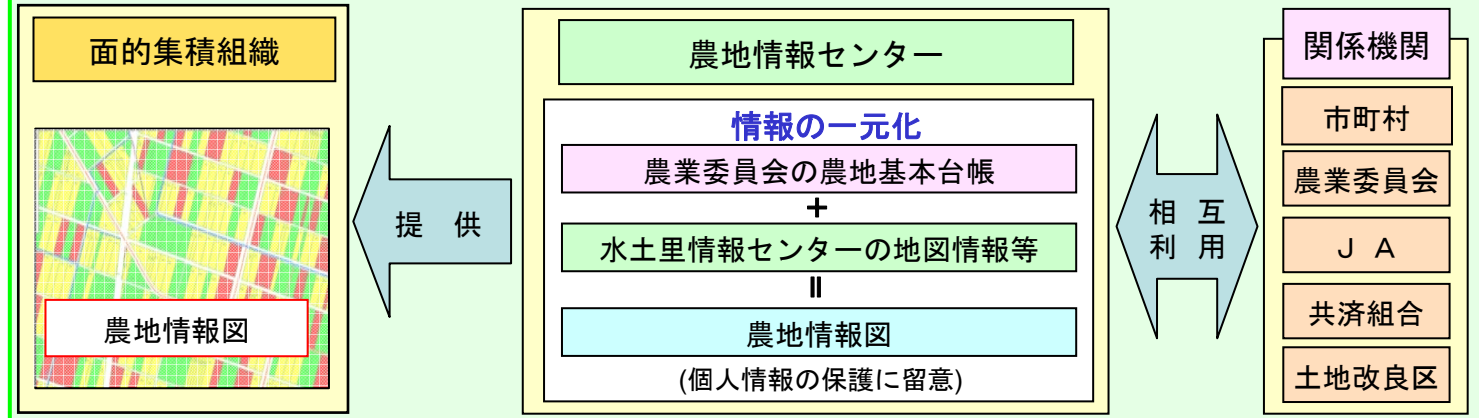 面的集積組織
農地情報図
提 供
農地情報センター
情報の一元化
農業委員会の農地基本台帳
+
水土里情報センターの地図情報等
=
農地情報図
(個人情報の保護に留意)
相 互
利 用
関係機関
市町村
農業委員会
J A
共済組合
土地改良区